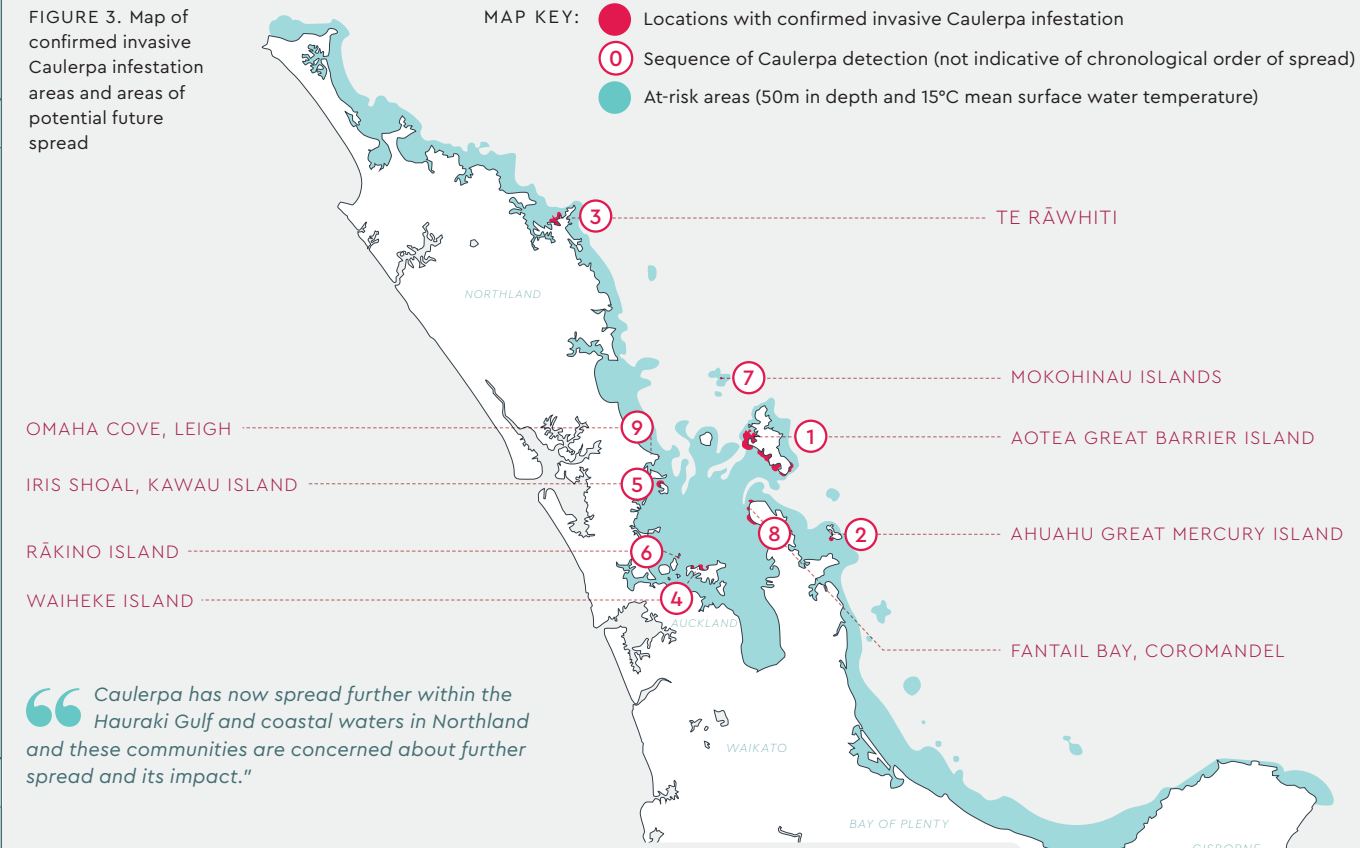 FIGURE 3. Map of
confirmed invasive
Caulerpa infestation
areas and areas of
potential future
spread
MAP KEY:
Locations with confirmed invasive Caulerpa infestation
0 Sequence of Caulerpa detection (not indicative of chronological order of spread)
At-risk areas (50m in depth and 15°C mean surface water temperature)
3
TE RĀWHITI
NORTHLAND
7
MOKOHINAU ISLANDS
OMAHA COVE, LEIGH
9
1
AOTEA GREAT BARRIER ISLAND
IRIS SHOAL, KAWAU ISLAND
5
8
2
AHUAHU GREAT MERCURY ISLAND
RĀKINO ISLAND
6
WAIHEKE ISLAND
4
AUCKLAND
FANTAIL BAY, COROMANDEL
“Caulerpa has now spread further within the
Hauraki Gulf and coastal waters in Northland
and these communities are concerned about further
spread and its impact.”
WAIKATO
BAY OF PLENTY
GISBORNE